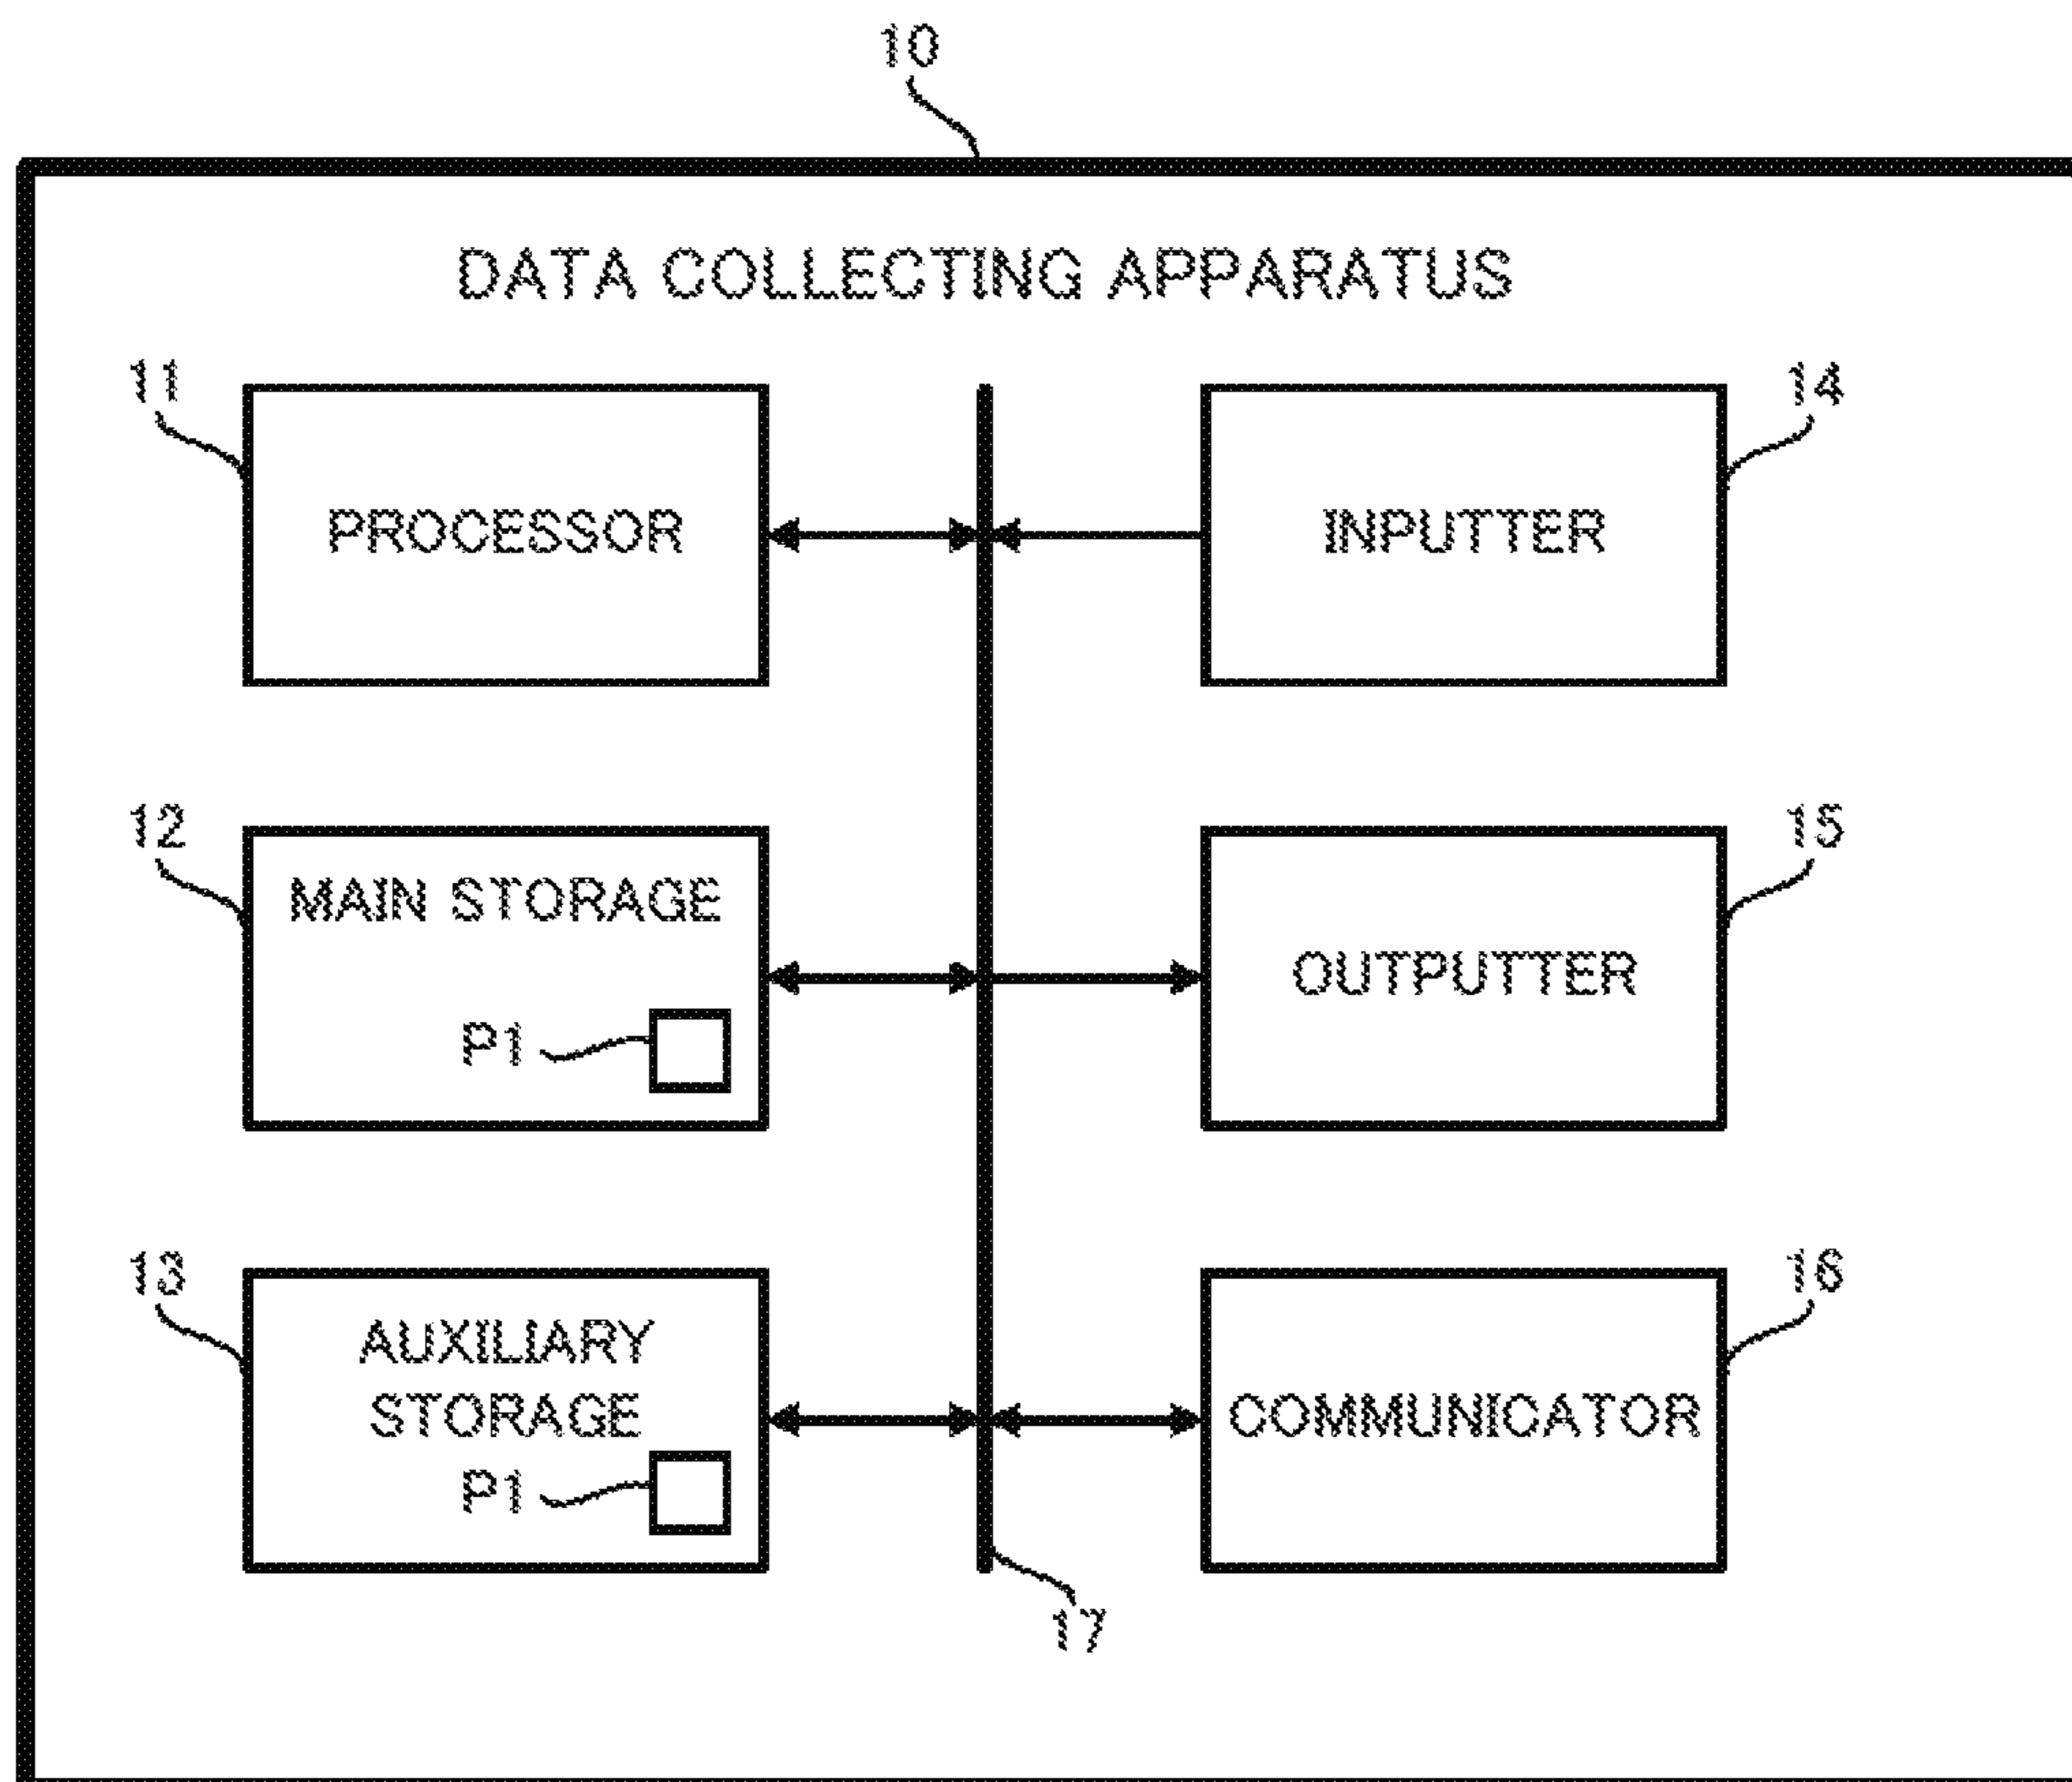 10
DATA COLLECTING APPARATUS
11
PROCESSOR
14
INPUTTER
12
MAIN STORAGE
P1
15
OUTPUTTER
13
AUXILIARY
STORAGE
P1
16
COMMUNICATOR
17